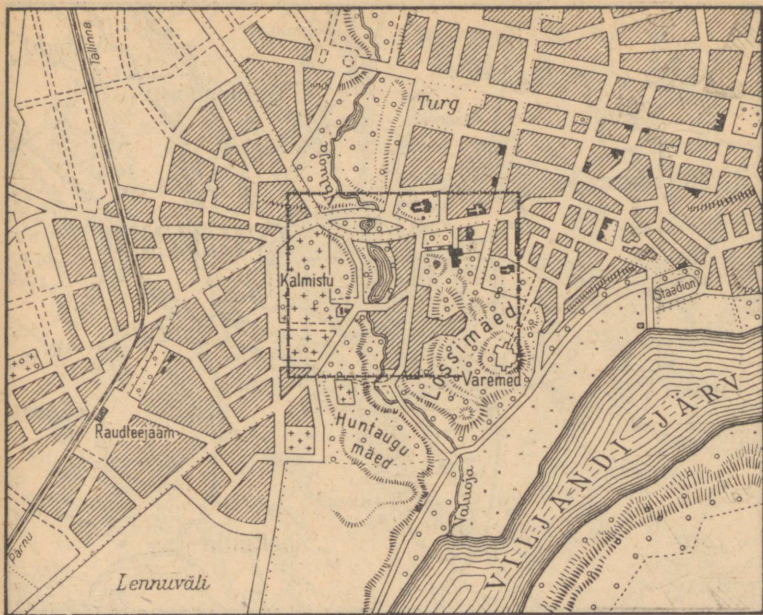 Tallinna
Turg
Valuoja
Kalmistu
Staadion
Lossimäed
Varemed
Raudteejaam
Huntaugu
mäed
Valuoja
VILJANDI JÄRV
Pärnu
Lennuväli